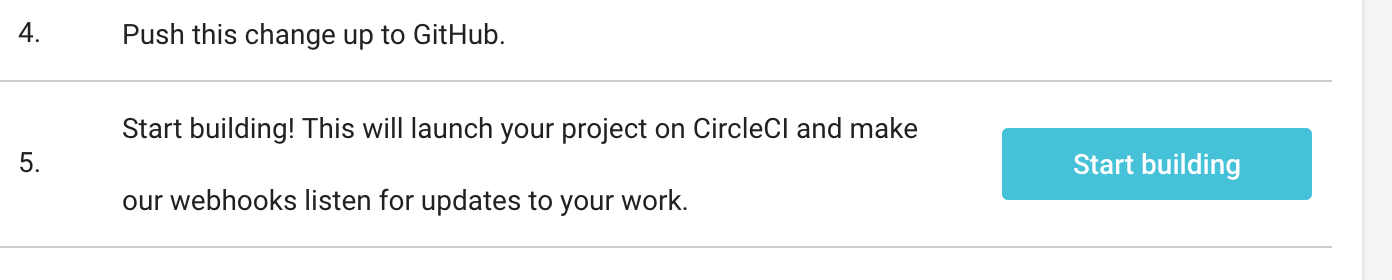 4. Push this change up to GitHub.
Start building! This will launch your project on CircleCI and make
5. Start building
our webhooks listen for updates to your work.